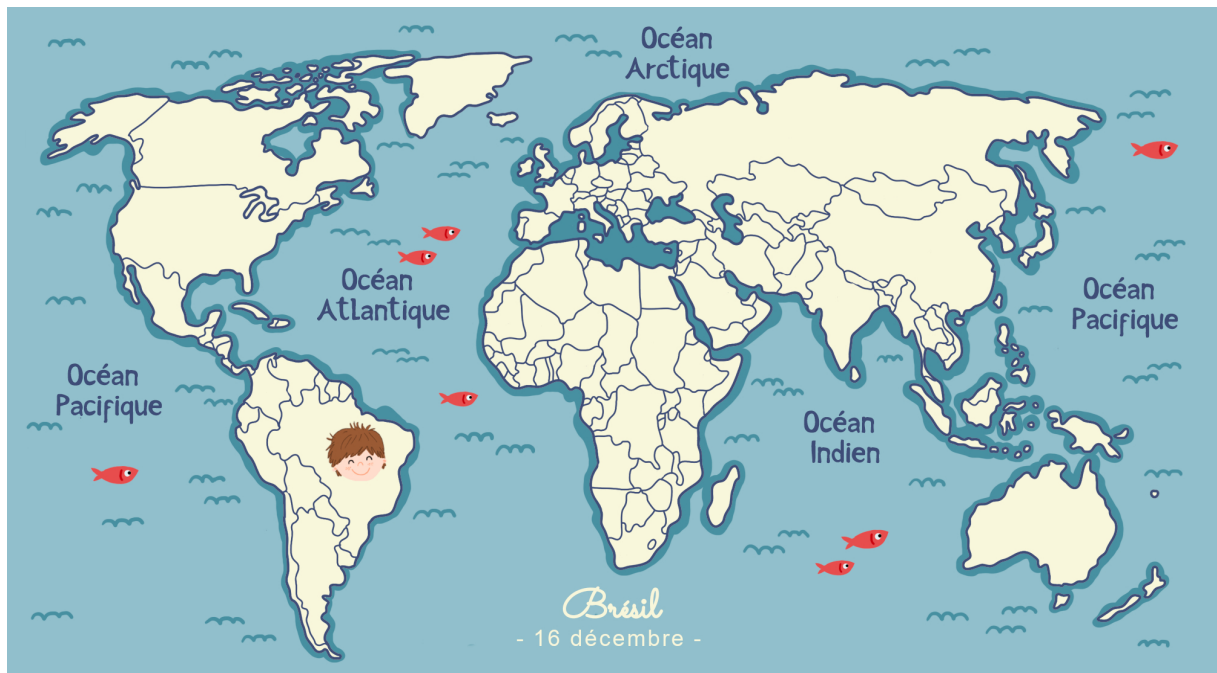 Océan
Arctique
Océan
Atlantique
Océan
Pacifique
Océan
Pacifique
Océan
Indien
Brésil
- 16 décembre -